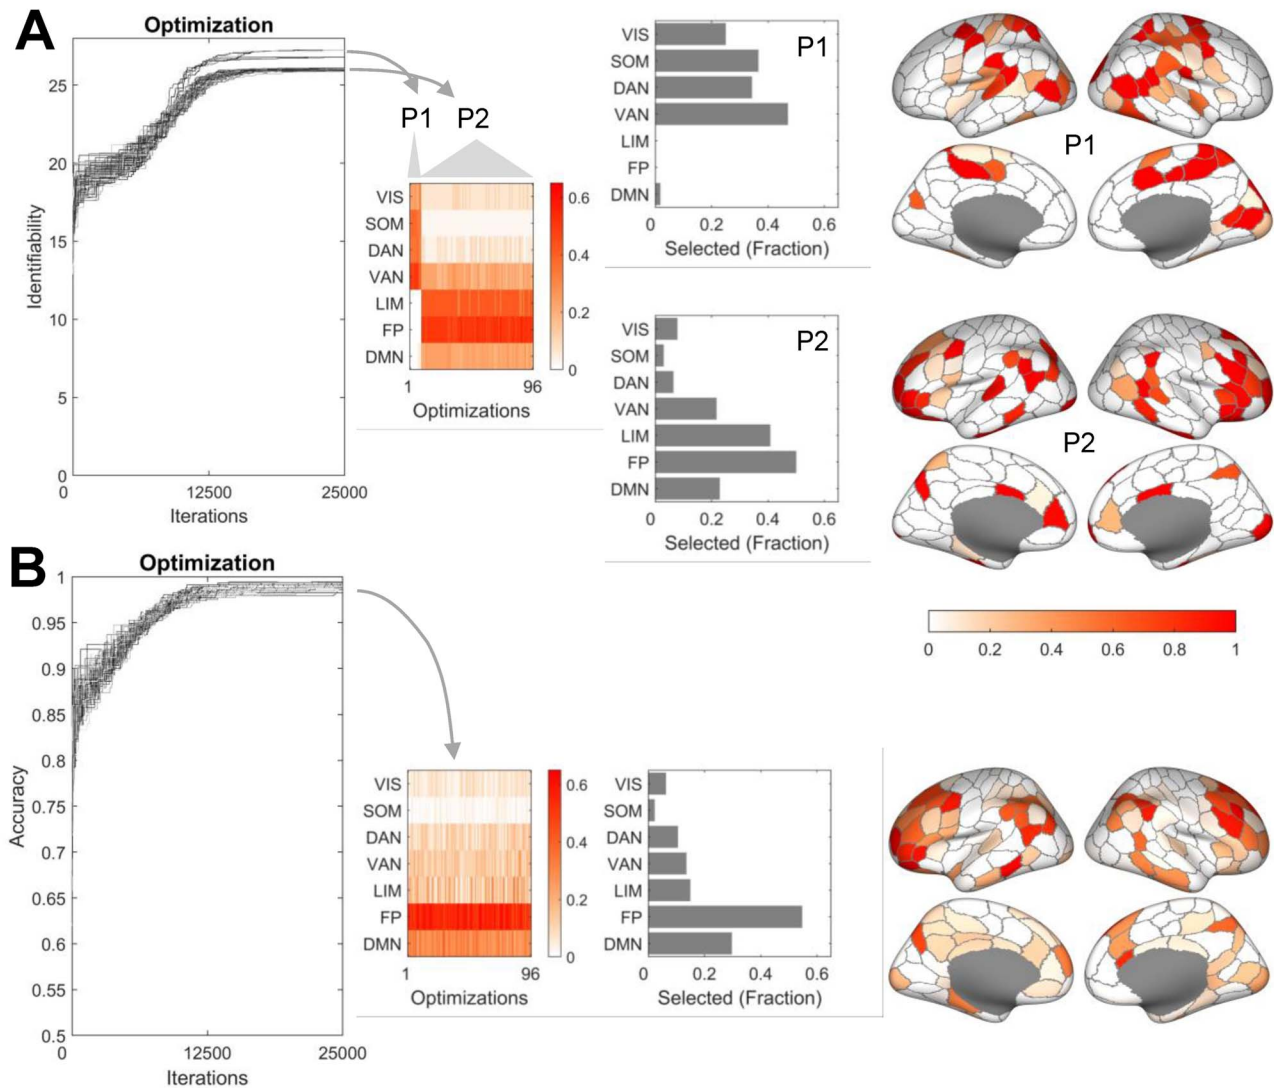 A
Optimization
25
20
15
10
5
0
Identifiability
0 12500 25000
Iterations
P1 P2
VIS
SOM
DAN
VAN
LIM
FP
DMN
0.6
0.4
0.2
0
1 96
Optimizations
P1
VIS
SOM
DAN
VAN
LIM
FP
DMN
0 0.2 0.4 0.6
Selected (Fraction)
P1
P2
VIS
SOM
DAN
VAN
LIM
FP
DMN
0 0.2 0.4 0.6
Selected (Fraction)
P2
0 0.2 0.4 0.6 0.8 1
B
Optimization
1
0.95
0.9
0.85
0.8
0.75
0.7
0.65
0.6
0.55
0.5
Accuracy
0 12500 25000
Iterations
VIS
SOM
DAN
VAN
LIM
FP
DMN
0.6
0.4
0.2
0
1 96
Optimizations
VIS
SOM
DAN
VAN
LIM
FP
DMN
0 0.2 0.4 0.6
Selected (Fraction)